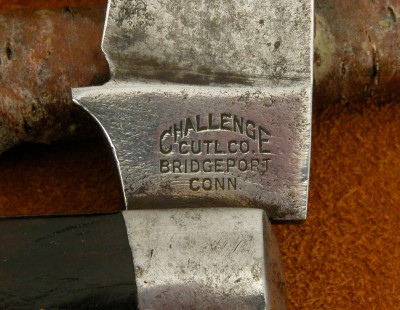 CHALLENGE
CUTL. CO.
BRIDGEPORT
CONN.